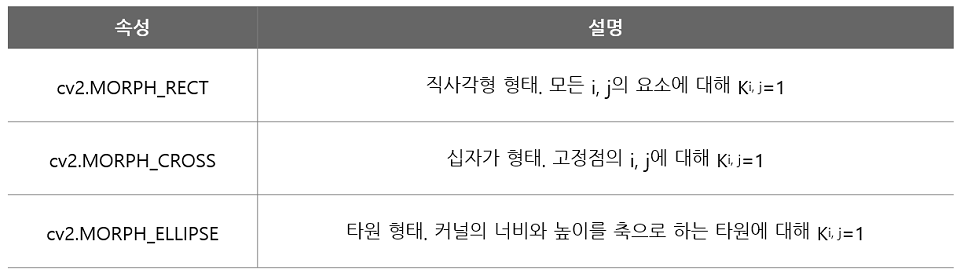 속성 설명
cv2.MORPH_RECT 직사각형 형태. 모든 i, j의 요소에 대해 Ki, j=1
cv2.MORPH_CROSS 십자가 형태. 고정점의 i, j에 대해 Ki, j=1
cv2.MORPH_ELLIPSE 타원 형태. 커널의 너비와 높이를 축으로 하는 타원에 대해 Ki, j=1